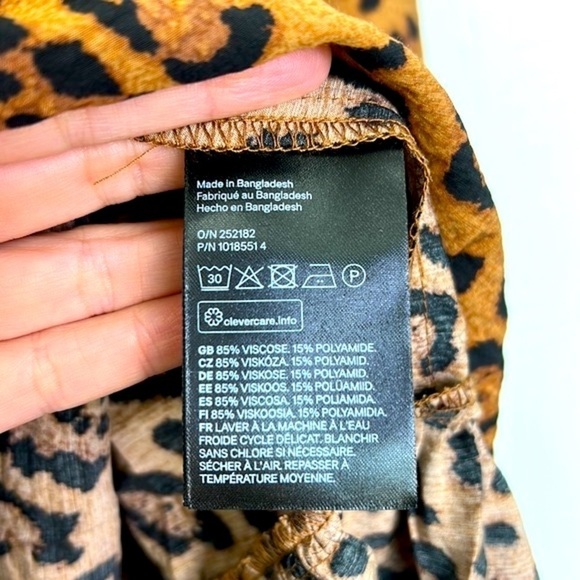 Made in Bangladesh
Fabriqué au Bangladesh
Hecho en Bangladesh
O/N 252182
P/N 1018551 4
30 P
clevercare.info
GB 85% VISCOSE. 15% POLYAMIDE.
CZ 85% VISKÓZA. 15% POLYAMID.
DE 85% VISKOSE. 15% POLYAMID.
EE 85% VISKOOS. 15% POLÜAMIID.
ES 85% VISCOSA. 15% POLIAMIDA.
FI 85% VISKOOSIA. 15% POLYAMIDIA.
FR LAVER À LA MACHINE À L'EAU
FROIDE CYCLE DÉLICAT. BLANCHIR
SANS CHLORE SI NÉCESSAIRE.
SÉCHER À L'AIR. REPASSER À
TEMPÉRATURE MOYENNE.